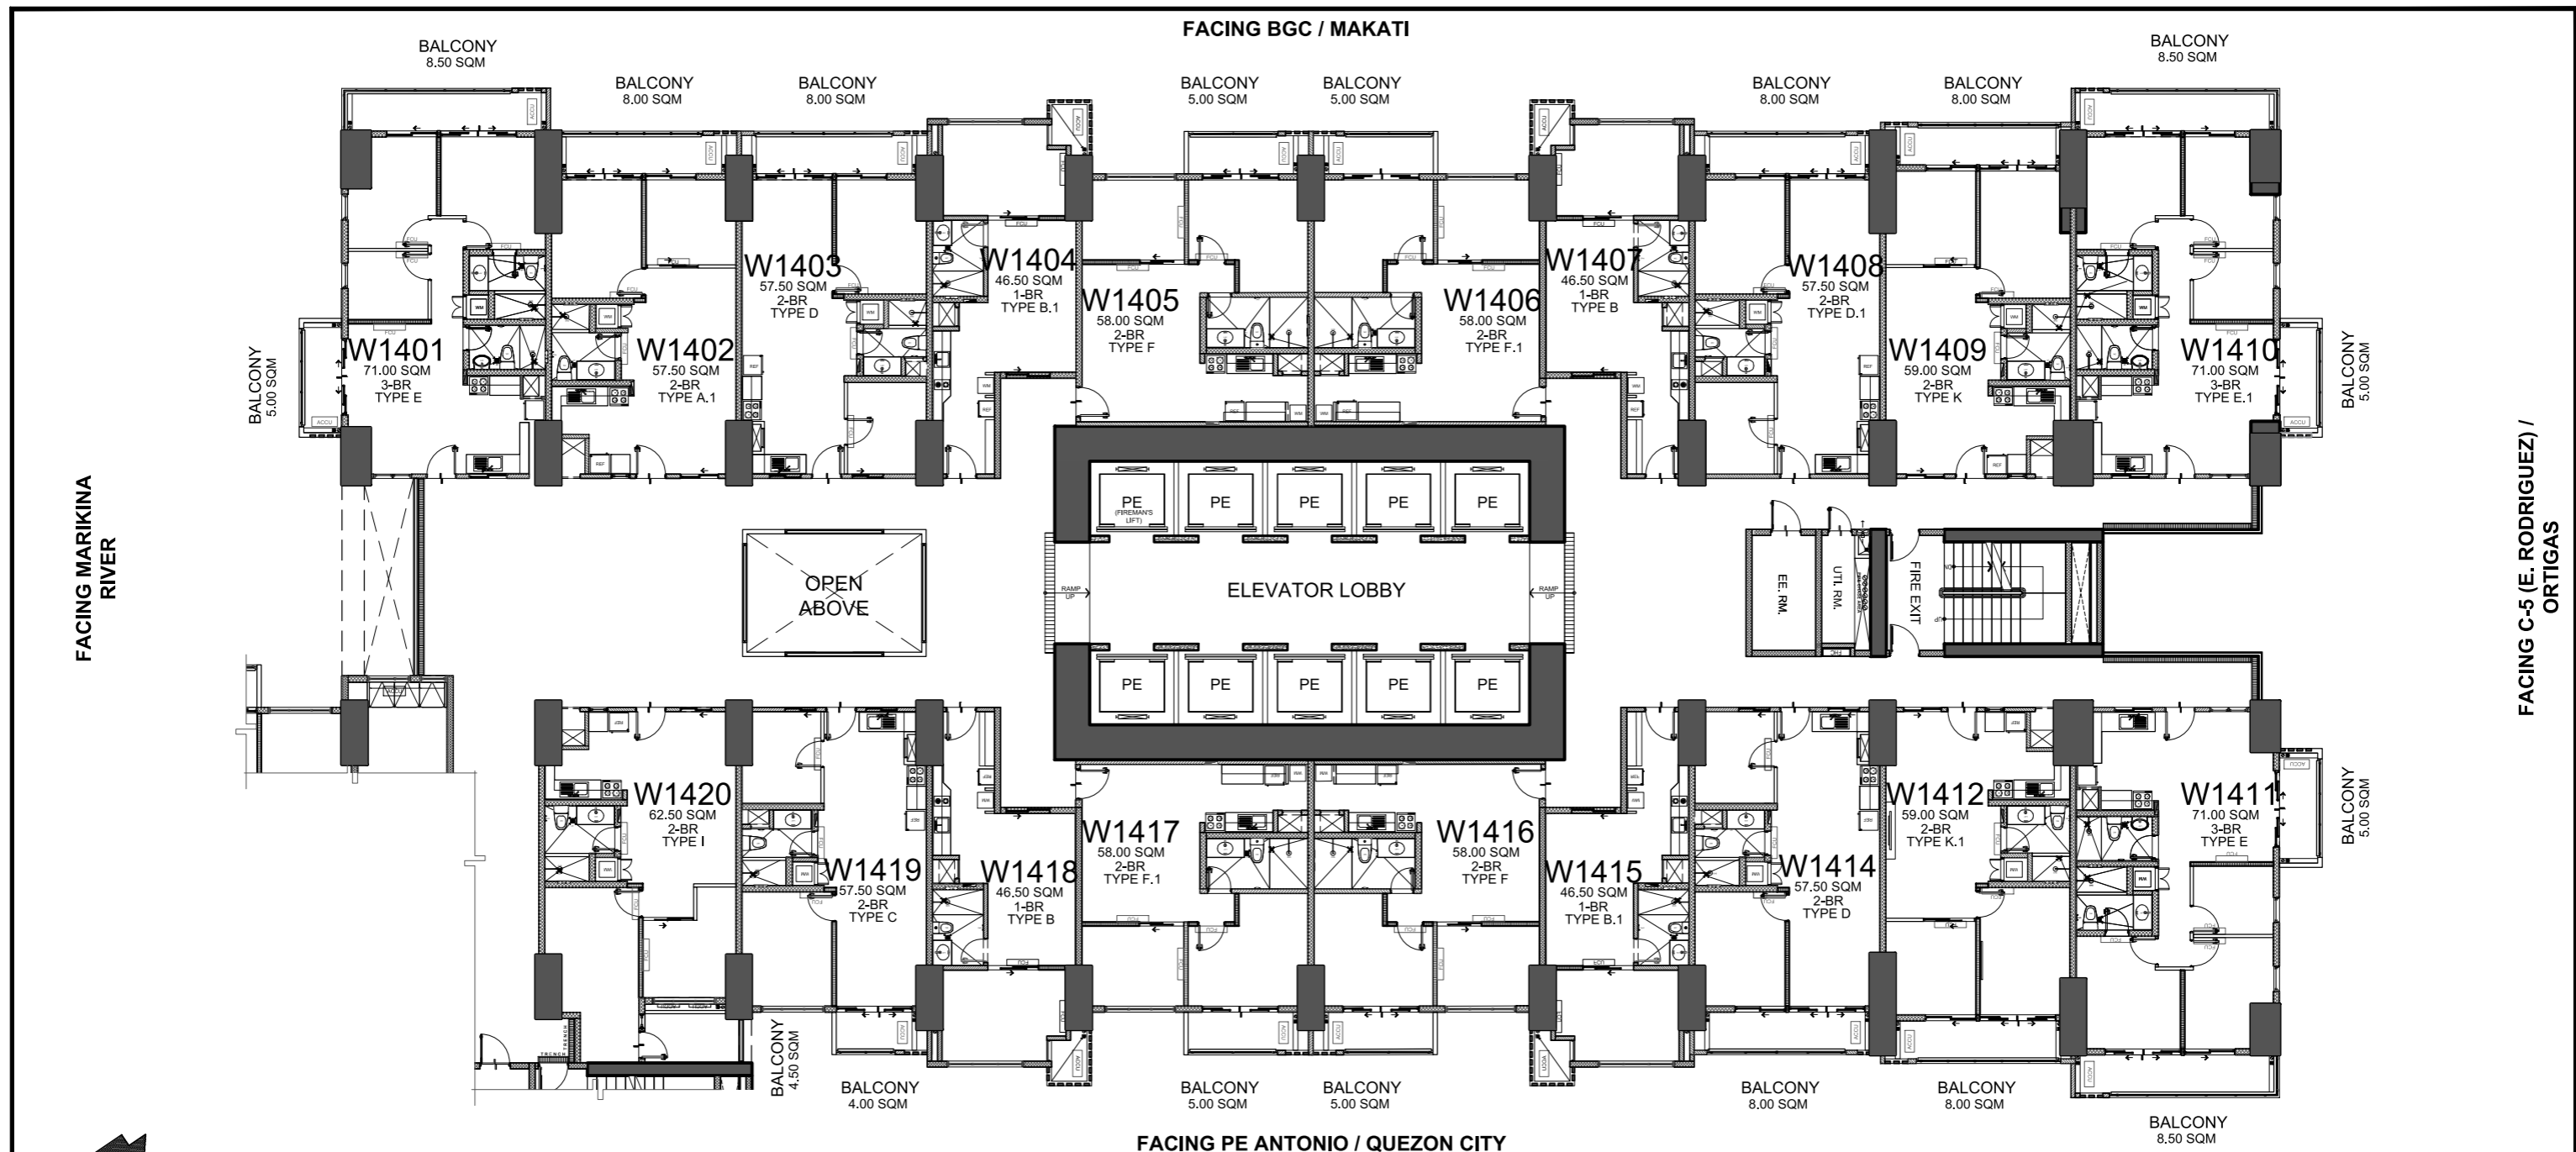 FACING BGC / MAKATI
BALCONY
8.50 SQM
BALCONY
8.00 SQM
BALCONY
8.00 SQM
BALCONY
5.00 SQM
BALCONY
5.00 SQM
BALCONY
8.00 SQM
BALCONY
8.00 SQM
BALCONY
8.50 SQM
W1401
71.00 SQM
3-BR
TYPE E
W1402
57.50 SQM
2-BR
TYPE A.1
W1403
57.50 SQM
2-BR
TYPE D
W1404
46.50 SQM
1-BR
TYPE B.1
W1405
58.00 SQM
2-BR
TYPE F
W1406
58.00 SQM
2-BR
TYPE F.1
W1407
46.50 SQM
1-BR
TYPE B
W1408
57.50 SQM
2-BR
TYPE D.1
W1409
59.00 SQM
2-BR
TYPE K
W1410
71.00 SQM
3-BR
TYPE E.1
BALCONY
5.00 SQM
BALCONY
5.00 SQM
FACING MARIKINA
RIVER
OPEN
ABOVE
PE
(FIREMAN'S
LIFT)
PE
PE
PE
PE
RAMP
UP
ELEVATOR LOBBY
RAMP
UP
PE
PE
PE
PE
PE
EE. RM.
UTI. RM.
FHC
FIRE EXIT
DN
UP
FACING C-5 (E. RODRIGUEZ) /
ORTIGAS
W1420
62.50 SQM
2-BR
TYPE I
W1419
57.50 SQM
2-BR
TYPE C
W1418
46.50 SQM
1-BR
TYPE B
W1417
58.00 SQM
2-BR
TYPE F.1
W1416
58.00 SQM
2-BR
TYPE F
W1415
46.50 SQM
1-BR
TYPE B.1
W1414
57.50 SQM
2-BR
TYPE D
W1412
59.00 SQM
2-BR
TYPE K.1
W1411
71.00 SQM
3-BR
TYPE E
BALCONY
5.00 SQM
TRENCH
TRENCH
BALCONY
4.50 SQM
BALCONY
4.00 SQM
BALCONY
5.00 SQM
BALCONY
5.00 SQM
BALCONY
8.00 SQM
BALCONY
8.00 SQM
BALCONY
8.50 SQM
FACING PE ANTONIO / QUEZON CITY